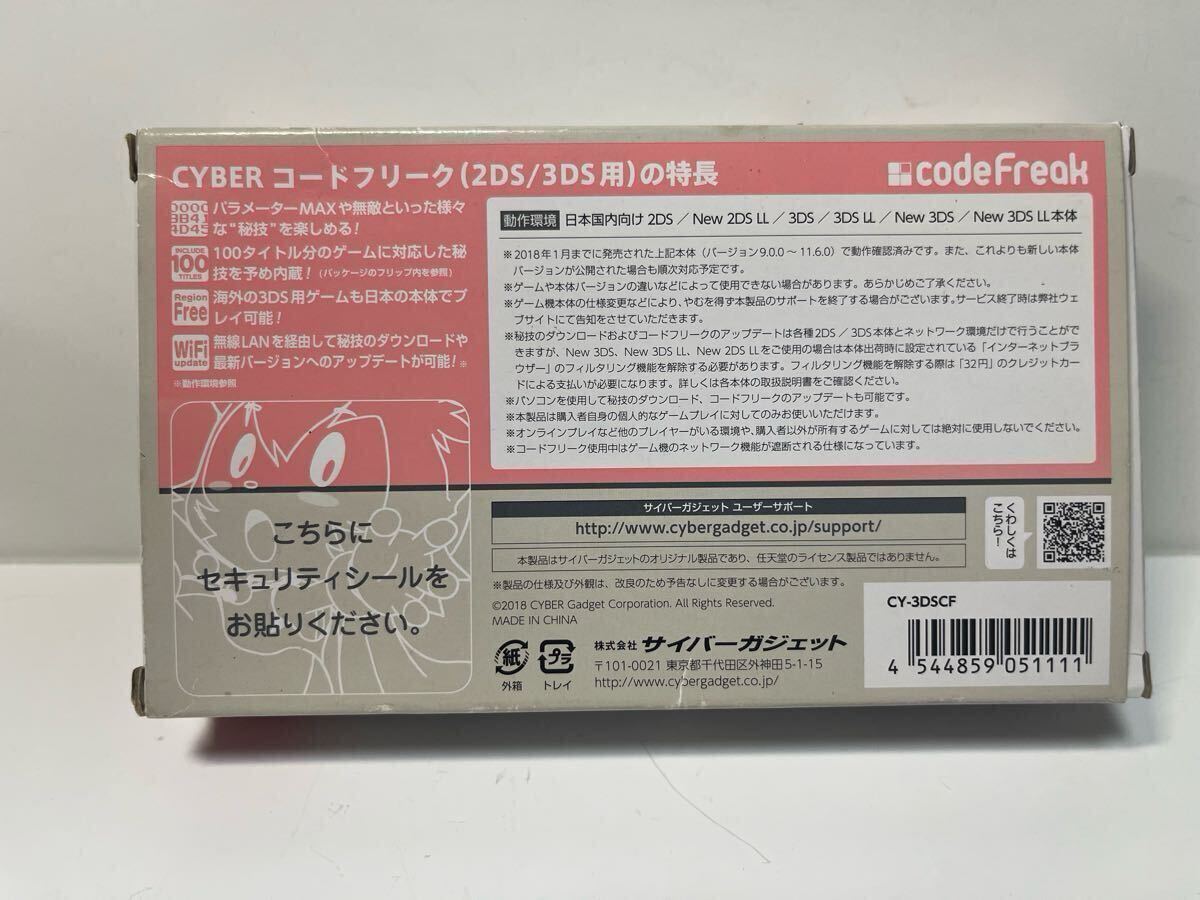 CYBER コードフリーク(2DS/3DS用)の特長
codeFreak
パラメーターMAXや無敵といった様々
な“秘技”を楽しめる!
INCLUDE
100
TITLES
100タイトル分のゲームに対応した秘
技を予め内蔵!(パッケージのフリップ内を参照)
Region
Free
海外の3DS用ゲームも日本の本体でプ
レイ可能!
WiFi
update
無線LANを経由して秘技のダウンロードや
最新バージョンへのアップデートが可能!※
※動作環境参照
動作環境 日本国内向け 2DS/New 2DS LL/3DS/3DS LL/New 3DS/New 3DS LL本体
※2018年1月までに発売された上記本体(バージョン9.0.0~11.6.0)で動作確認済みです。また、これよりも新しい本体
バージョンが公開された場合も順次対応予定です。
※ゲームや本体バージョンの違いなどによって使用できない場合があります。あらかじめご了承ください。
※ゲーム機本体の仕様変更などにより、やむを得ず本製品のサポートを終了する場合がございます。サービス終了時は弊社ウェ
ブサイトにて告知をさせていただきます。
※秘技のダウンロードおよびコードフリークのアップデートは各種2DS/3DS本体とネットワーク環境だけで行うことがで
きますが、New 3DS、New 3DS LL、New 2DS LLをご使用の場合は本体出荷時に設定されている「インターネットブラ
ウザー」のフィルタリング機能を解除する必要があります。フィルタリング機能を解除する際は「32円」のクレジットカー
ドによる支払いが必要になります。詳しくは各本体の取扱説明書をご確認ください。
※パソコンを使用して秘技のダウンロード、コードフリークのアップデートも可能です。
※本製品は購入者自身の個人的なゲームプレイに対してのみお使いいただけます。
※オンラインプレイなど他のプレイヤーがいる環境や、購入者以外が所有するゲームに対しては絶対に使用しないでください。
※コードフリーク使用中はゲーム機のネットワーク機能が遮断される仕様になっています。
こちらに
セキュリティシールを
お貼りください。
サイバーガジェット ユーザーサポート
http://www.cybergadget.co.jp/support/
くわしくは
こちら!
本製品はサイバーガジェットのオリジナル製品であり、任天堂のライセンス製品ではありません。
※製品の仕様及び外観は、改良のため予告なしに変更する場合がございます。
©2018 CYBER Gadget Corporation. All Rights Reserved.
MADE IN CHINA
紙
外箱
プラ
トレイ
株式会社 サイバーガジェット
〒101-0021 東京都千代田区外神田5-1-15
http://www.cybergadget.co.jp/
CY-3DSCF
4 544859 051111